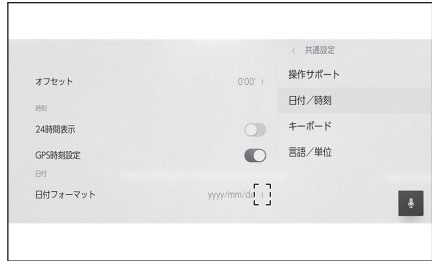 共通設定
オフセット 0'00'
操作サポート
日付／時刻
時刻
24時間表示
キーボード
GPS時刻設定
言語／単位
日付
日付フォーマット yyyy/mm/dd